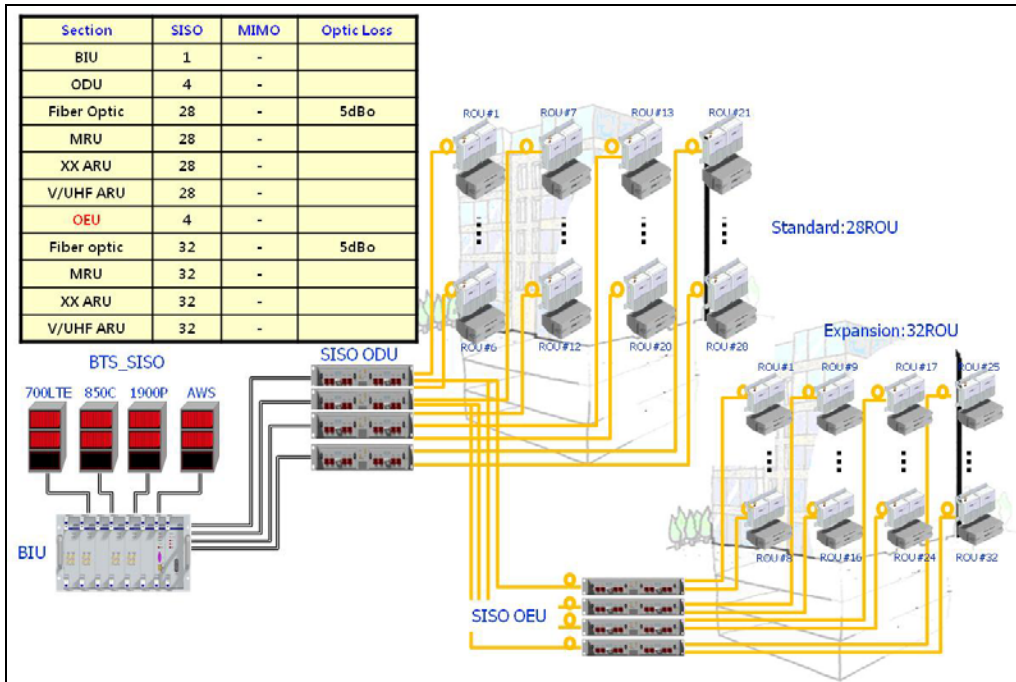 Section SISO MIMO Optic Loss
BIU 1 -
ODU 4 -
Fiber Optic 28 - 5dBo
MRU 28 -
XX ARU 28 -
V/UHF ARU 28 -
OEU 4 -
Fiber optic 32 - 5dBo
MRU 32 -
XX ARU 32 -
V/UHF ARU 32 -
ROU#1 ROU#7 ROU#13 ROU#21
Standard:28ROU
ROU#6 ROU#12 ROU#20 ROU#28
Expansion:32ROU
BTS_SISO
SISO ODU
700LTE 850C 1900P AWS
ROU#1 ROU#9 ROU#17 ROU#25
BIU
ROU#8 ROU#16 ROU#24 ROU#32
SISO OEU